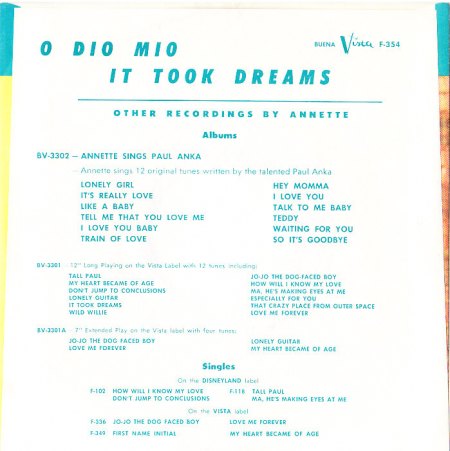 O DIO MIO
BUENA Vista F-354
IT TOOK DREAMS
OTHER RECORDINGS BY ANNETTE
Albums
BV-3302 — ANNETTE SINGS PAUL ANKA
— Annette sings 12 original tunes written by the talented Paul Anka
LONELY GIRL HEY MOMMA
IT'S REALLY LOVE I LOVE YOU
LIKE A BABY TALK TO ME BABY
TELL ME THAT YOU LOVE ME TEDDY
I LOVE YOU BABY WAITING FOR YOU
TRAIN OF LOVE SO IT'S GOODBYE
BV-3301 — 12" Long Playing on the Vista Label with 12 tunes, including:
TALL PAUL JO-JO THE DOG-FACED BOY
MY HEART BECAME OF AGE HOW WILL I KNOW MY LOVE
DON'T JUMP TO CONCLUSIONS MA, HE'S MAKING EYES AT ME
LONELY GUITAR ESPECIALLY FOR YOU
IT TOOK DREAMS THAT CRAZY PLACE FROM OUTER SPACE
WILD WILLIE LOVE ME FOREVER
BV-3301A — 7" Extended Play on the Vista label with four tunes:
JO-JO THE DOG FACED BOY LONELY GUITAR
LOVE ME FOREVER MY HEART BECAME OF AGE
Singles
On the DISNEYLAND label
F-102 HOW WILL I KNOW MY LOVE F-118 TALL PAUL
DON'T JUMP TO CONCLUSIONS MA, HE'S MAKING EYES AT ME
On the VISTA label
F-336 JO-JO THE DOG FACED BOY LOVE ME FOREVER
F-349 FIRST NAME INITIAL MY HEART BECAME OF AGE